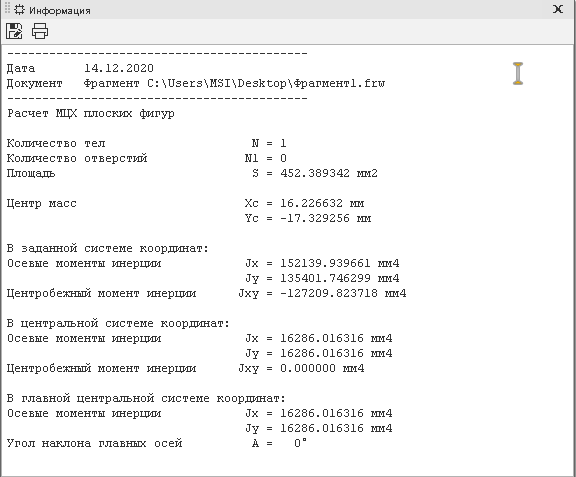 Информация
------------------------------------------
Дата 14.12.2020
Документ Фрагмент C:\Users\MSI\Desktop\Фрагмент1.frw
------------------------------------------
Расчет МЦХ плоских фигур
Количество тел N = 1
Количество отверстий N1 = 0
Площадь S = 452.389342 мм2
Центр масс Xc = 16.226632 мм
Yc = -17.329256 мм
В заданной системе координат:
Осевые моменты инерции Jx = 152139.939661 мм4
Jy = 135401.746299 мм4
Центробежный момент инерции Jxy = -127209.823718 мм4
В центральной системе координат:
Осевые моменты инерции Jx = 16286.016316 мм4
Jy = 16286.016316 мм4
Центробежный момент инерции Jxy = 0.000000 мм4
В главной центральной системе координат:
Осевые моменты инерции Jx = 16286.016316 мм4
Jy = 16286.016316 мм4
Угол наклона главных осей A = 0°